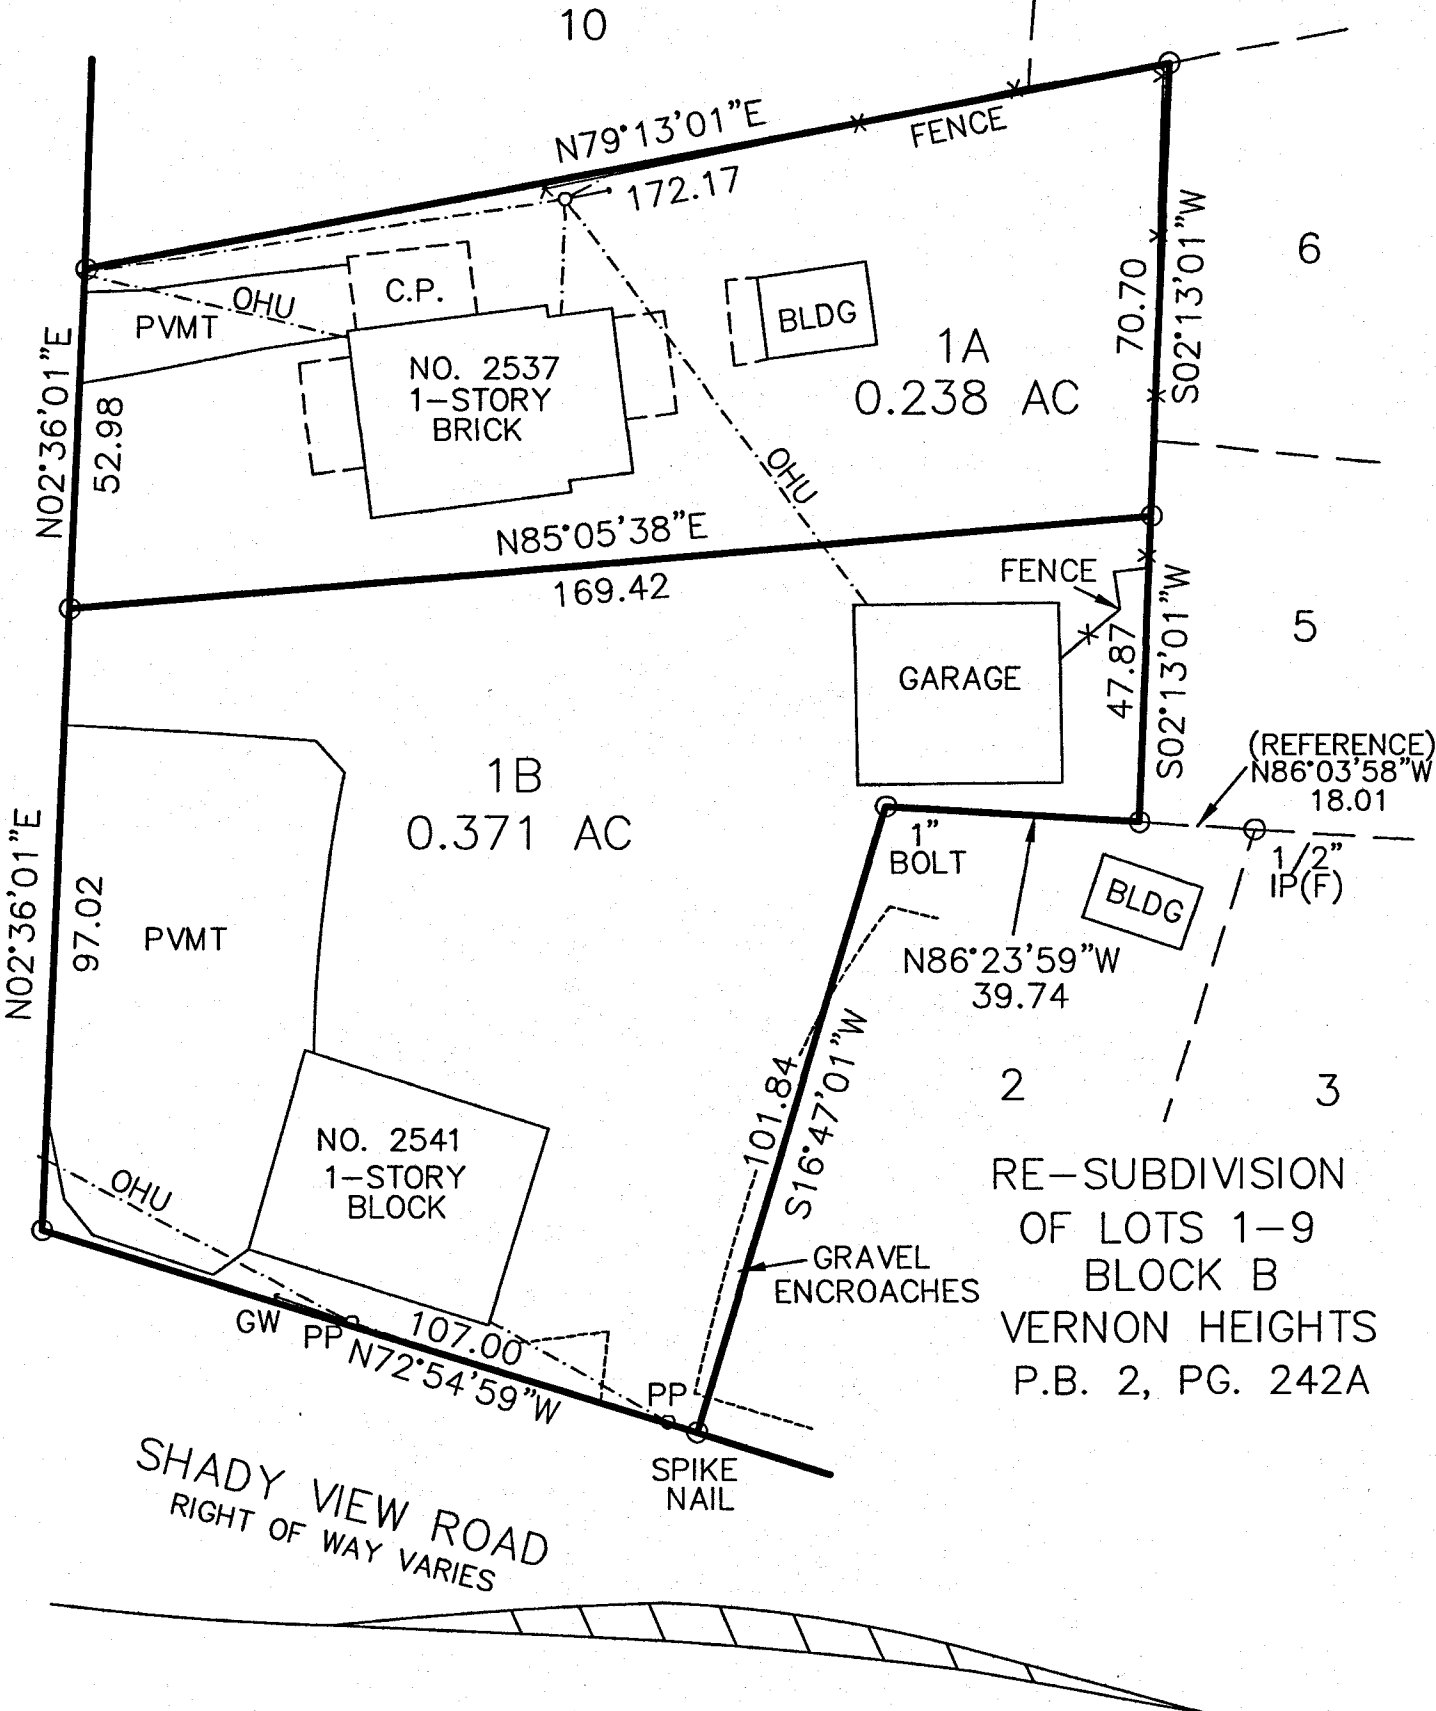 10
N79°13'01"E
172.17
FENCE
OHU
C.P.
PVMT
BLDG
NO. 2537
1-STORY
BRICK
1A
0.238 AC
70.70
S02°13'01"W
6
N02°36'01"E
52.98
OHU
N85°05'38"E
169.42
FENCE
GARAGE
47.87
S02°13'01"W
5
(REFERENCE)
N86°03'58"W
18.01
1B
0.371 AC
1"
BOLT
BLDG
1/2"
IP(F)
N02°36'01"E
97.02
PVMT
N86°23'59"W
39.74
101.84
S16°47'01"W
2
3
NO. 2541
1-STORY
BLOCK
OHU
RE-SUBDIVISION
OF LOTS 1-9
BLOCK B
VERNON HEIGHTS
P.B. 2, PG. 242A
GRAVEL
ENCROACHES
GW
PP
107.00
N72°54'59"W
PP
SPIKE
NAIL
SHADY VIEW ROAD
RIGHT OF WAY VARIES